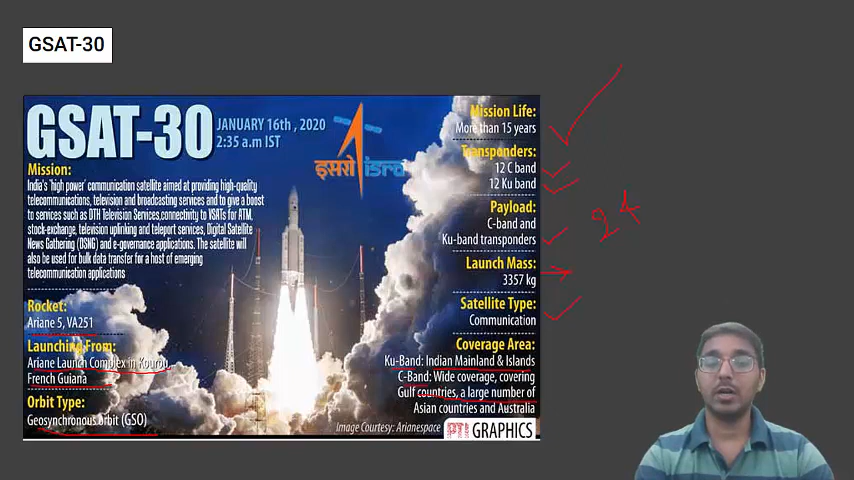 GSAT-30
GSAT-30
JANUARY 16th, 2020
2:35 a.m IST
Mission:
India's 'high power' communication satellite aimed at providing high-quality
telecommunications, television and broadcasting services and to give a boost
to services such as DTH Television Services,connectivity to VSATs for ATM,
stock-exchange, television uplinking and teleport services, Digital Satellite
News Gathering (DSNG) and e-governance applications. The satellite will
also be used for bulk data transfer for a host of emerging
telecommunication applications
Rocket:
Ariane 5, VA251
Launching From:
Ariane Launch Complex in Kourou
French Guiana
Orbit Type:
Geosynchronous orbit (GSO)
इसरो isro
Mission Life:
More than 15 years
Transponders:
12 C band
12 Ku band
Payload:
C-band and
Ku-band transponders
Launch Mass:
3357 kg
Satellite Type:
Communication
Coverage Area:
Ku-Band: Indian Mainland & Islands
C-Band: Wide coverage, covering
Gulf countries, a large number of
Asian countries and Australia
Image Courtesy: Arianespace
PTI GRAPHICS
24